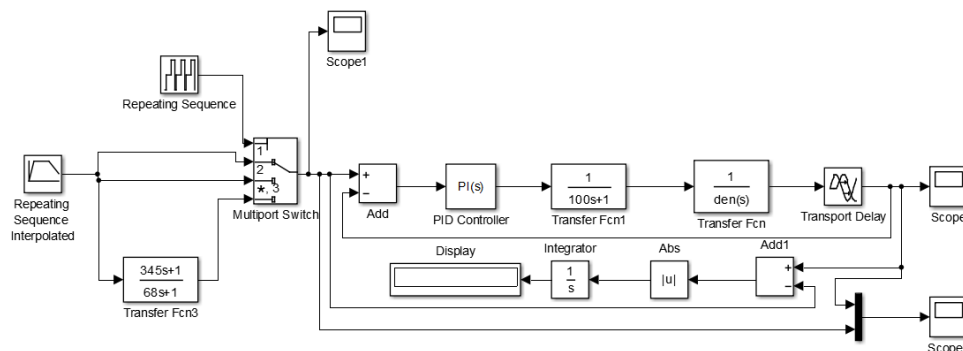 Scope1
Repeating Sequence
1
2
*, 3
Multiport Switch
Repeating
Sequence
Interpolated
345s+1
68s+1
Transfer Fcn3
+
−
Add
PI(s)
PID Controller
1
100s+1
Transfer Fcn1
1
den(s)
Transfer Fcn
Transport Delay
Scope
Display
Integrator
1
s
Abs
|u|
Add1
+
−
Scope